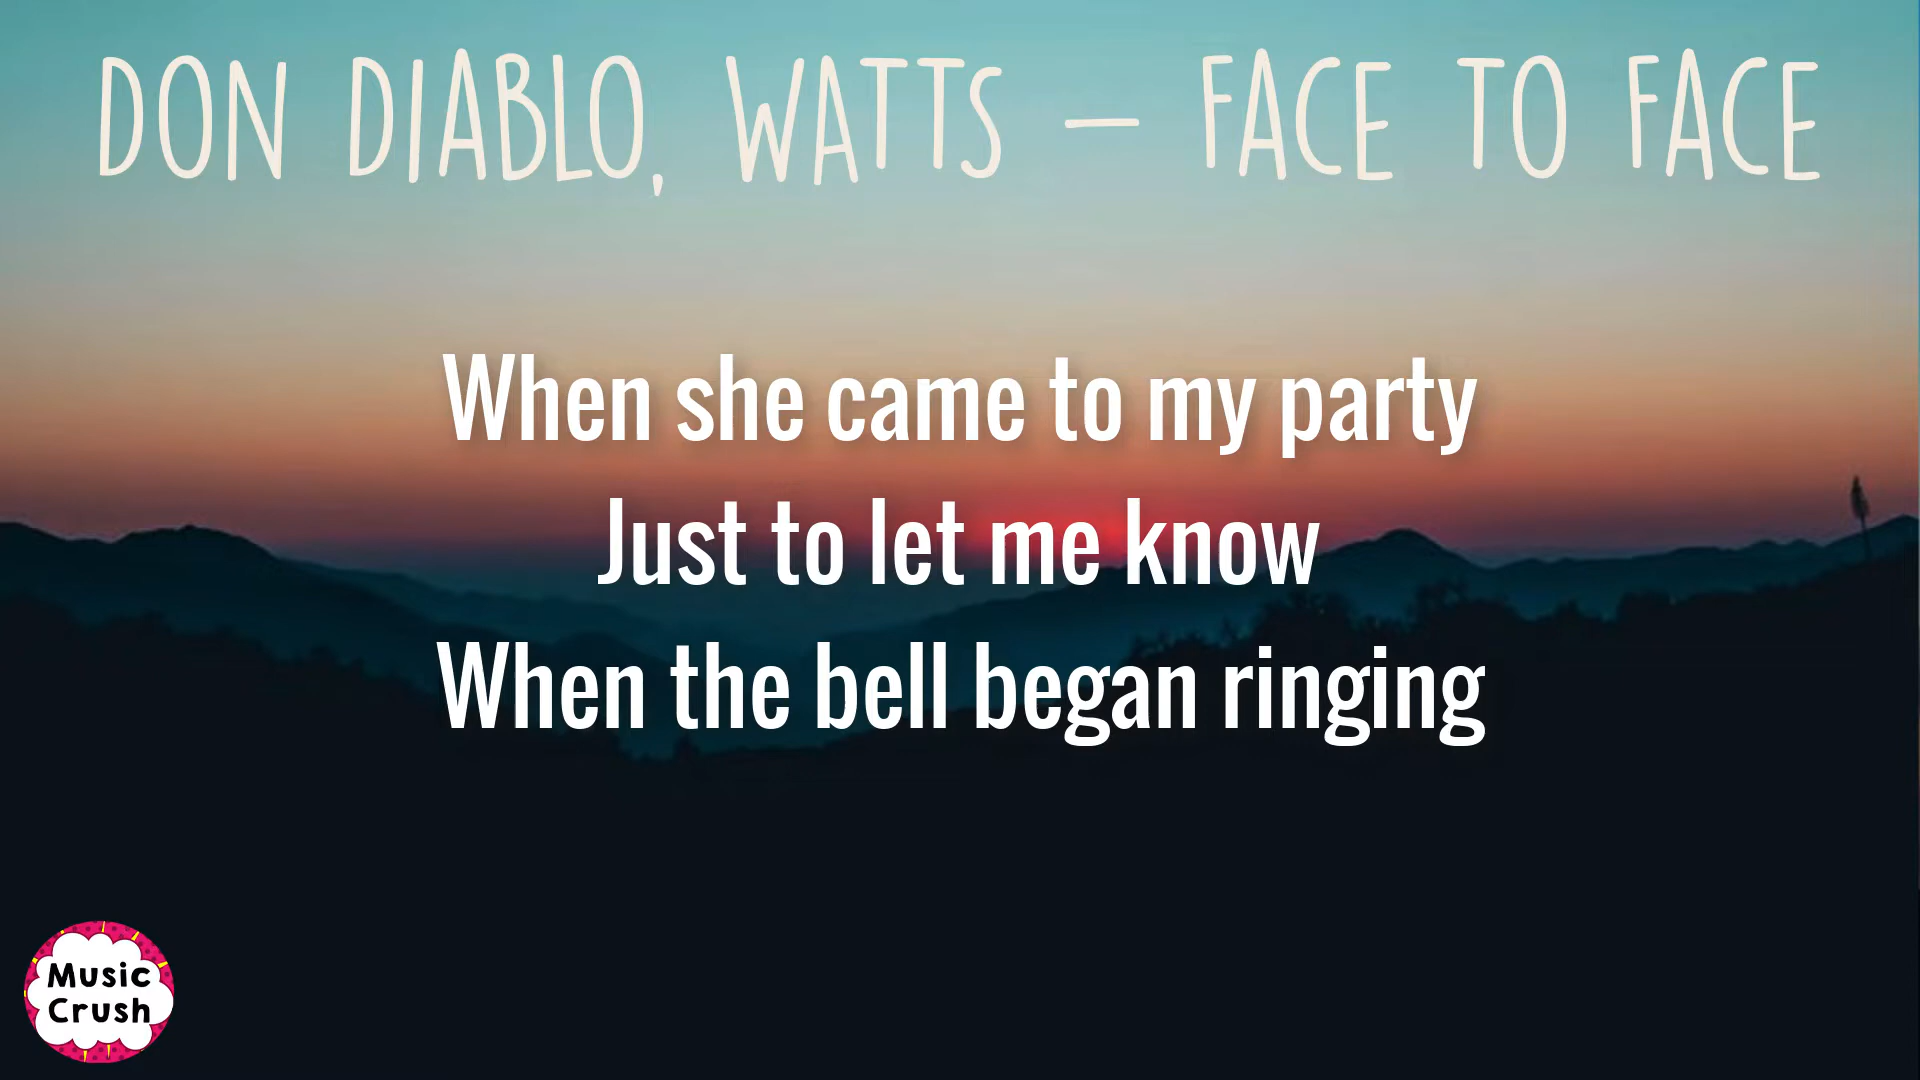 DON DIABLO, WATTS – FACE TO FACE
When she came to my party
Just to let me know
When the bell began ringing
Music
Crush